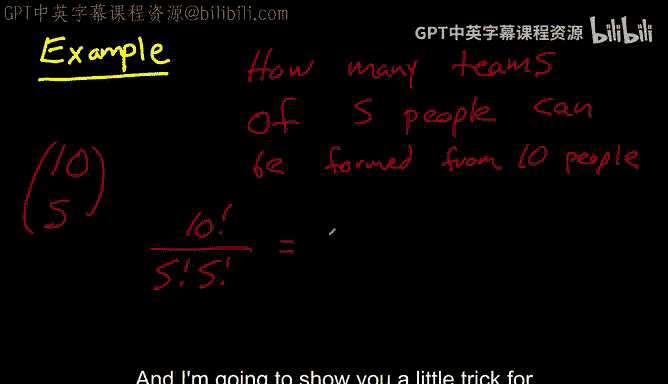 GPT中英字幕课程资源@bilibili.com
GPT中英字幕课程资源 bilibili
Example
How many teams
of 5 people can
be formed from 10 people
(10
5)
10!
5!5! =
And I'm going to show you a little trick for